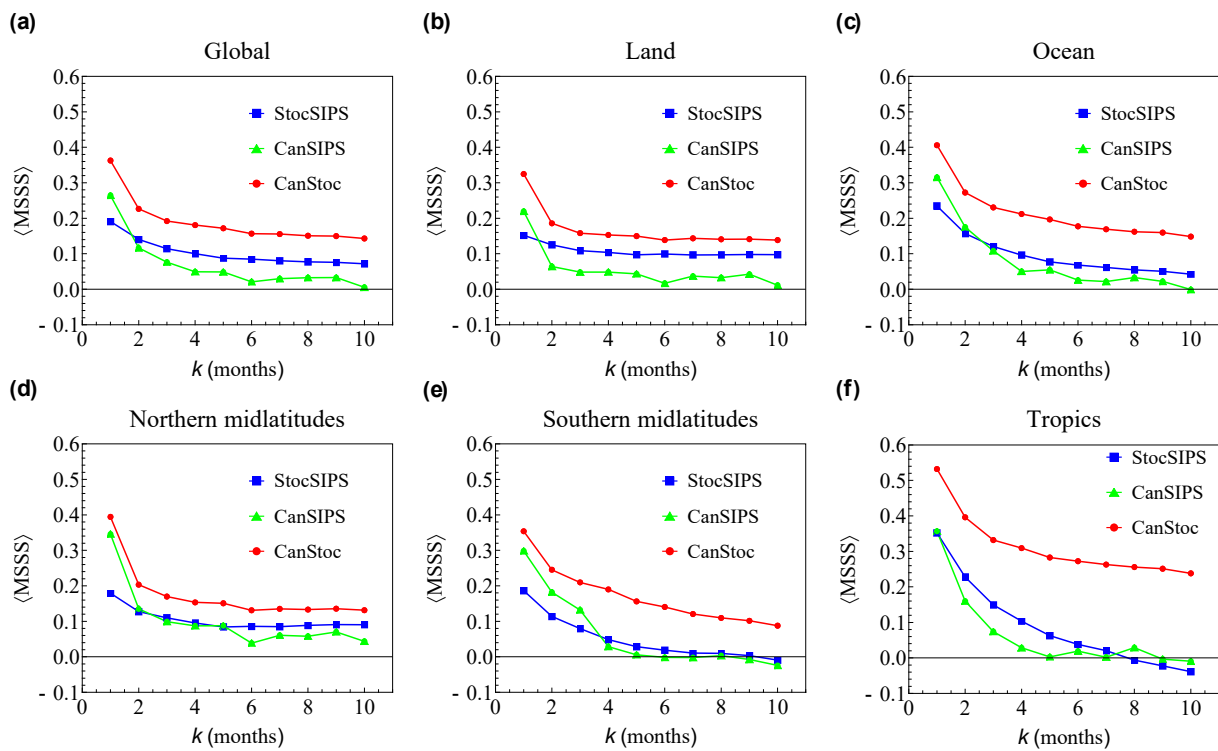 (a)
Global
0.6
0.5
0.4
0.3
0.2
0.1
0.0
- 0.1
⟨MSSS⟩
StocSIPS
CanSIPS
CanStoc
0 2 4 6 8 10
k (months)
(b)
Land
0.6
0.5
0.4
0.3
0.2
0.1
0.0
- 0.1
⟨MSSS⟩
StocSIPS
CanSIPS
CanStoc
0 2 4 6 8 10
k (months)
(c)
Ocean
0.6
0.5
0.4
0.3
0.2
0.1
0.0
- 0.1
⟨MSSS⟩
StocSIPS
CanSIPS
CanStoc
0 2 4 6 8 10
k (months)
(d)
Northern midlatitudes
0.6
0.5
0.4
0.3
0.2
0.1
0.0
- 0.1
⟨MSSS⟩
StocSIPS
CanSIPS
CanStoc
0 2 4 6 8 10
k (months)
(e)
Southern midlatitudes
0.6
0.5
0.4
0.3
0.2
0.1
0.0
- 0.1
⟨MSSS⟩
StocSIPS
CanSIPS
CanStoc
0 2 4 6 8 10
k (months)
(f)
Tropics
0.6
0.5
0.4
0.3
0.2
0.1
0.0
- 0.1
⟨MSSS⟩
StocSIPS
CanSIPS
CanStoc
0 2 4 6 8 10
k (months)